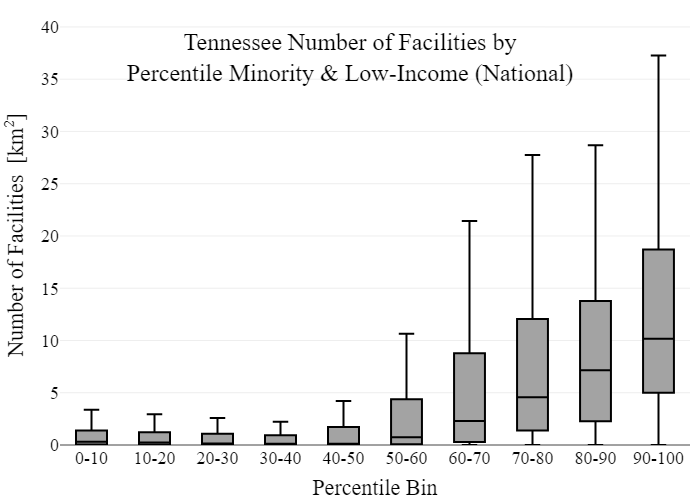 Tennessee Number of Facilities by
Percentile Minority & Low-Income (National)
Number of Facilities [km²]
40
35
30
25
20
15
10
5
0
0-10 10-20 20-30 30-40 40-50 50-60 60-70 70-80 80-90 90-100
Percentile Bin